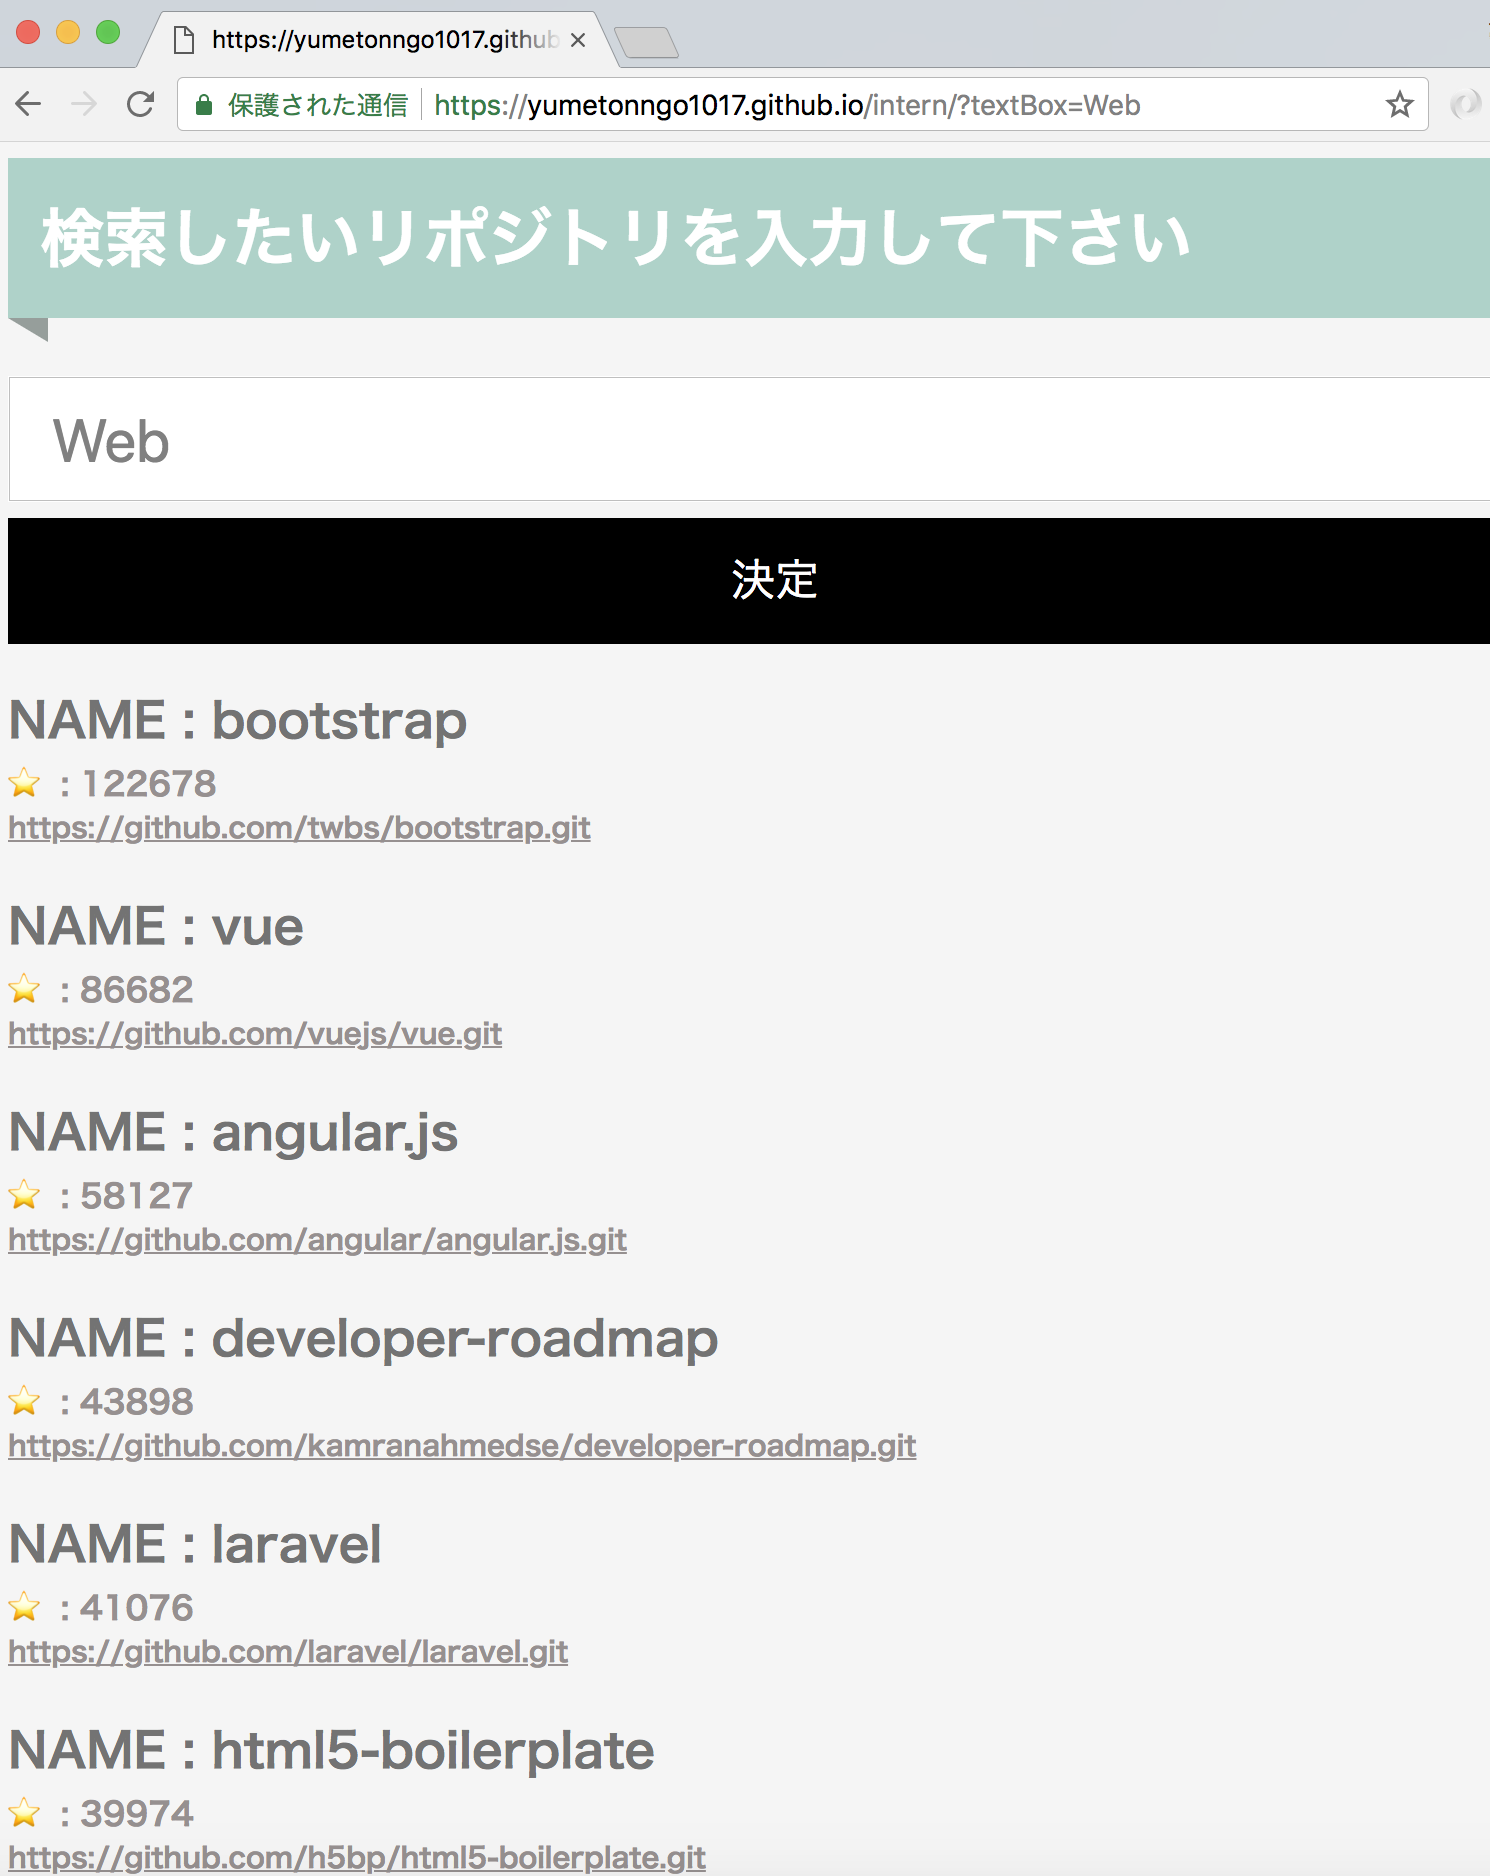 https://yumetonngo1017.github
保護された通信 https://yumetonngo1017.github.io/intern/?textBox=Web
検索したいリポジトリを入力して下さい
Web
決定
NAME : bootstrap
⭐ : 122678
https://github.com/twbs/bootstrap.git
NAME : vue
⭐ : 86682
https://github.com/vuejs/vue.git
NAME : angular.js
⭐ : 58127
https://github.com/angular/angular.js.git
NAME : developer-roadmap
⭐ : 43898
https://github.com/kamranahmedse/developer-roadmap.git
NAME : laravel
⭐ : 41076
https://github.com/laravel/laravel.git
NAME : html5-boilerplate
⭐ : 39974
https://github.com/h5bp/html5-boilerplate.git